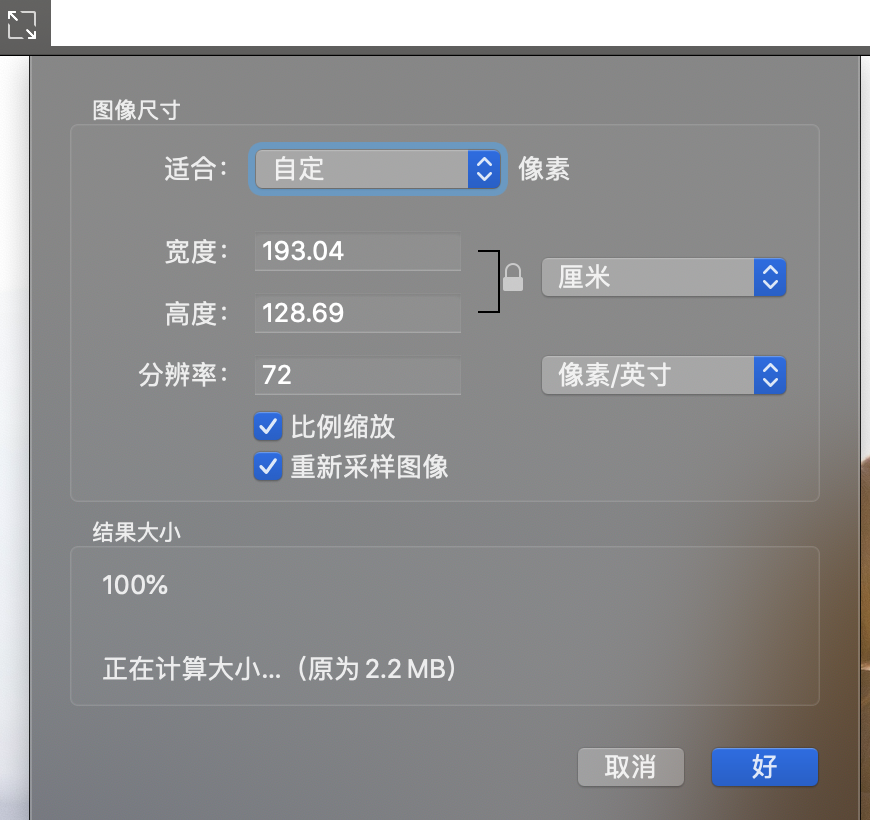 图像尺寸
适合： 自定 像素
宽度： 193.04
厘米
高度： 128.69
分辨率： 72 像素/英寸
比例缩放
重新采样图像
结果大小
100%
正在计算大小...（原为 2.2 MB）
取消 好